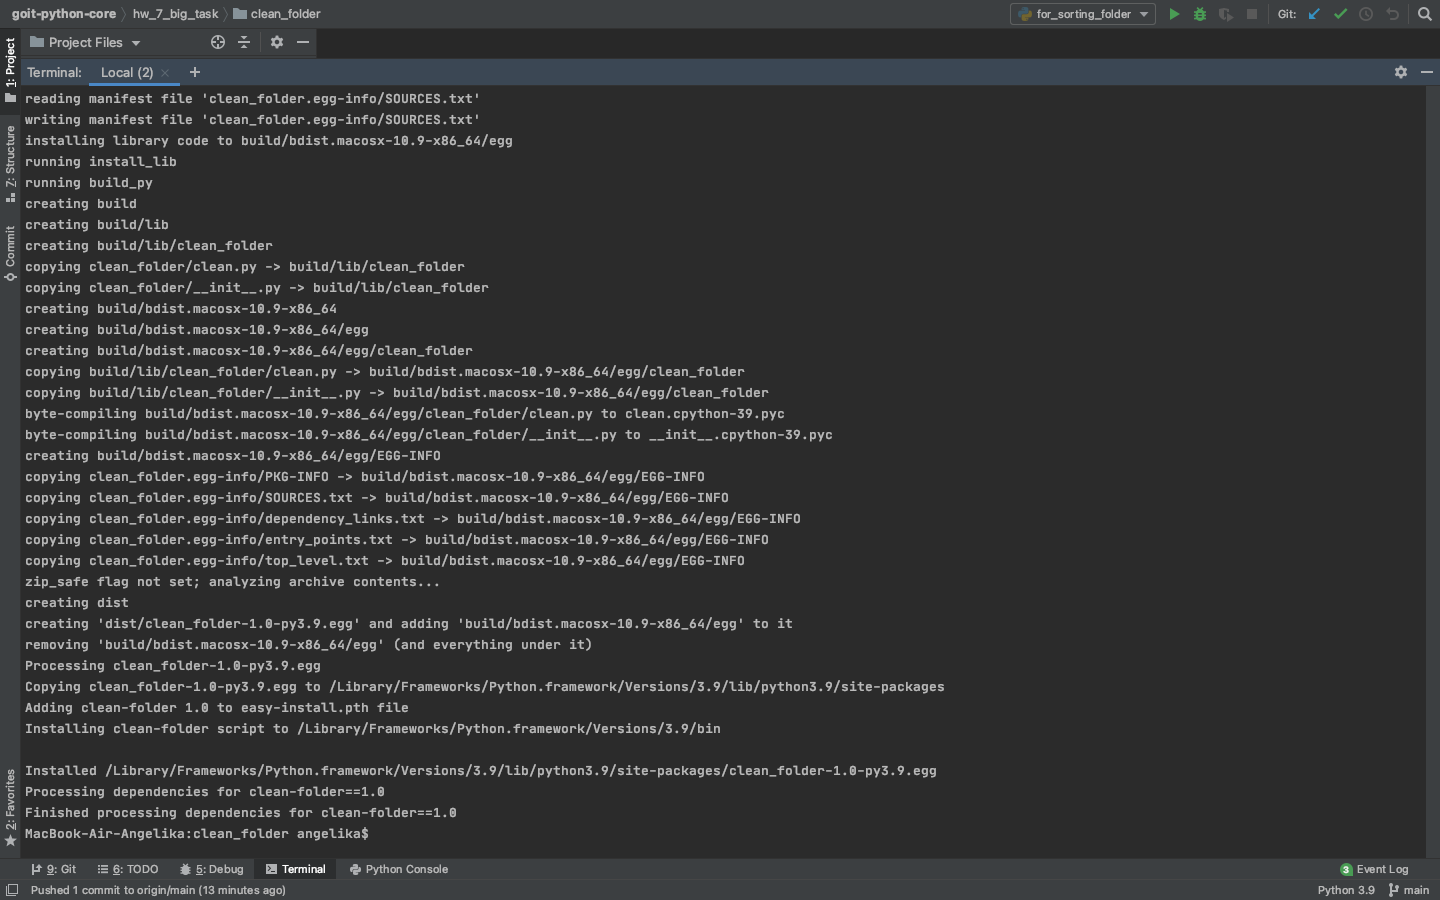 goit-python-core hw_7_big_task clean_folder for_sorting_folder Git:
Project Files
Terminal: Local (2)
1: Project
7: Structure
Commit
2: Favorites
reading manifest file 'clean_folder.egg-info/SOURCES.txt'
writing manifest file 'clean_folder.egg-info/SOURCES.txt'
installing library code to build/bdist.macosx-10.9-x86_64/egg
running install_lib
running build_py
creating build
creating build/lib
creating build/lib/clean_folder
copying clean_folder/clean.py -> build/lib/clean_folder
copying clean_folder/__init__.py -> build/lib/clean_folder
creating build/bdist.macosx-10.9-x86_64
creating build/bdist.macosx-10.9-x86_64/egg
creating build/bdist.macosx-10.9-x86_64/egg/clean_folder
copying build/lib/clean_folder/clean.py -> build/bdist.macosx-10.9-x86_64/egg/clean_folder
copying build/lib/clean_folder/__init__.py -> build/bdist.macosx-10.9-x86_64/egg/clean_folder
byte-compiling build/bdist.macosx-10.9-x86_64/egg/clean_folder/clean.py to clean.cpython-39.pyc
byte-compiling build/bdist.macosx-10.9-x86_64/egg/clean_folder/__init__.py to __init__.cpython-39.pyc
creating build/bdist.macosx-10.9-x86_64/egg/EGG-INFO
copying clean_folder.egg-info/PKG-INFO -> build/bdist.macosx-10.9-x86_64/egg/EGG-INFO
copying clean_folder.egg-info/SOURCES.txt -> build/bdist.macosx-10.9-x86_64/egg/EGG-INFO
copying clean_folder.egg-info/dependency_links.txt -> build/bdist.macosx-10.9-x86_64/egg/EGG-INFO
copying clean_folder.egg-info/entry_points.txt -> build/bdist.macosx-10.9-x86_64/egg/EGG-INFO
copying clean_folder.egg-info/top_level.txt -> build/bdist.macosx-10.9-x86_64/egg/EGG-INFO
zip_safe flag not set; analyzing archive contents...
creating dist
creating 'dist/clean_folder-1.0-py3.9.egg' and adding 'build/bdist.macosx-10.9-x86_64/egg' to it
removing 'build/bdist.macosx-10.9-x86_64/egg' (and everything under it)
Processing clean_folder-1.0-py3.9.egg
Copying clean_folder-1.0-py3.9.egg to /Library/Frameworks/Python.framework/Versions/3.9/lib/python3.9/site-packages
Adding clean-folder 1.0 to easy-install.pth file
Installing clean-folder script to /Library/Frameworks/Python.framework/Versions/3.9/bin
Installed /Library/Frameworks/Python.framework/Versions/3.9/lib/python3.9/site-packages/clean_folder-1.0-py3.9.egg
Processing dependencies for clean-folder==1.0
Finished processing dependencies for clean-folder==1.0
MacBook-Air-Angelika:clean_folder angelika$
9: Git 6: TODO 5: Debug Terminal Python Console 3 Event Log
Pushed 1 commit to origin/main (13 minutes ago) Python 3.9 main